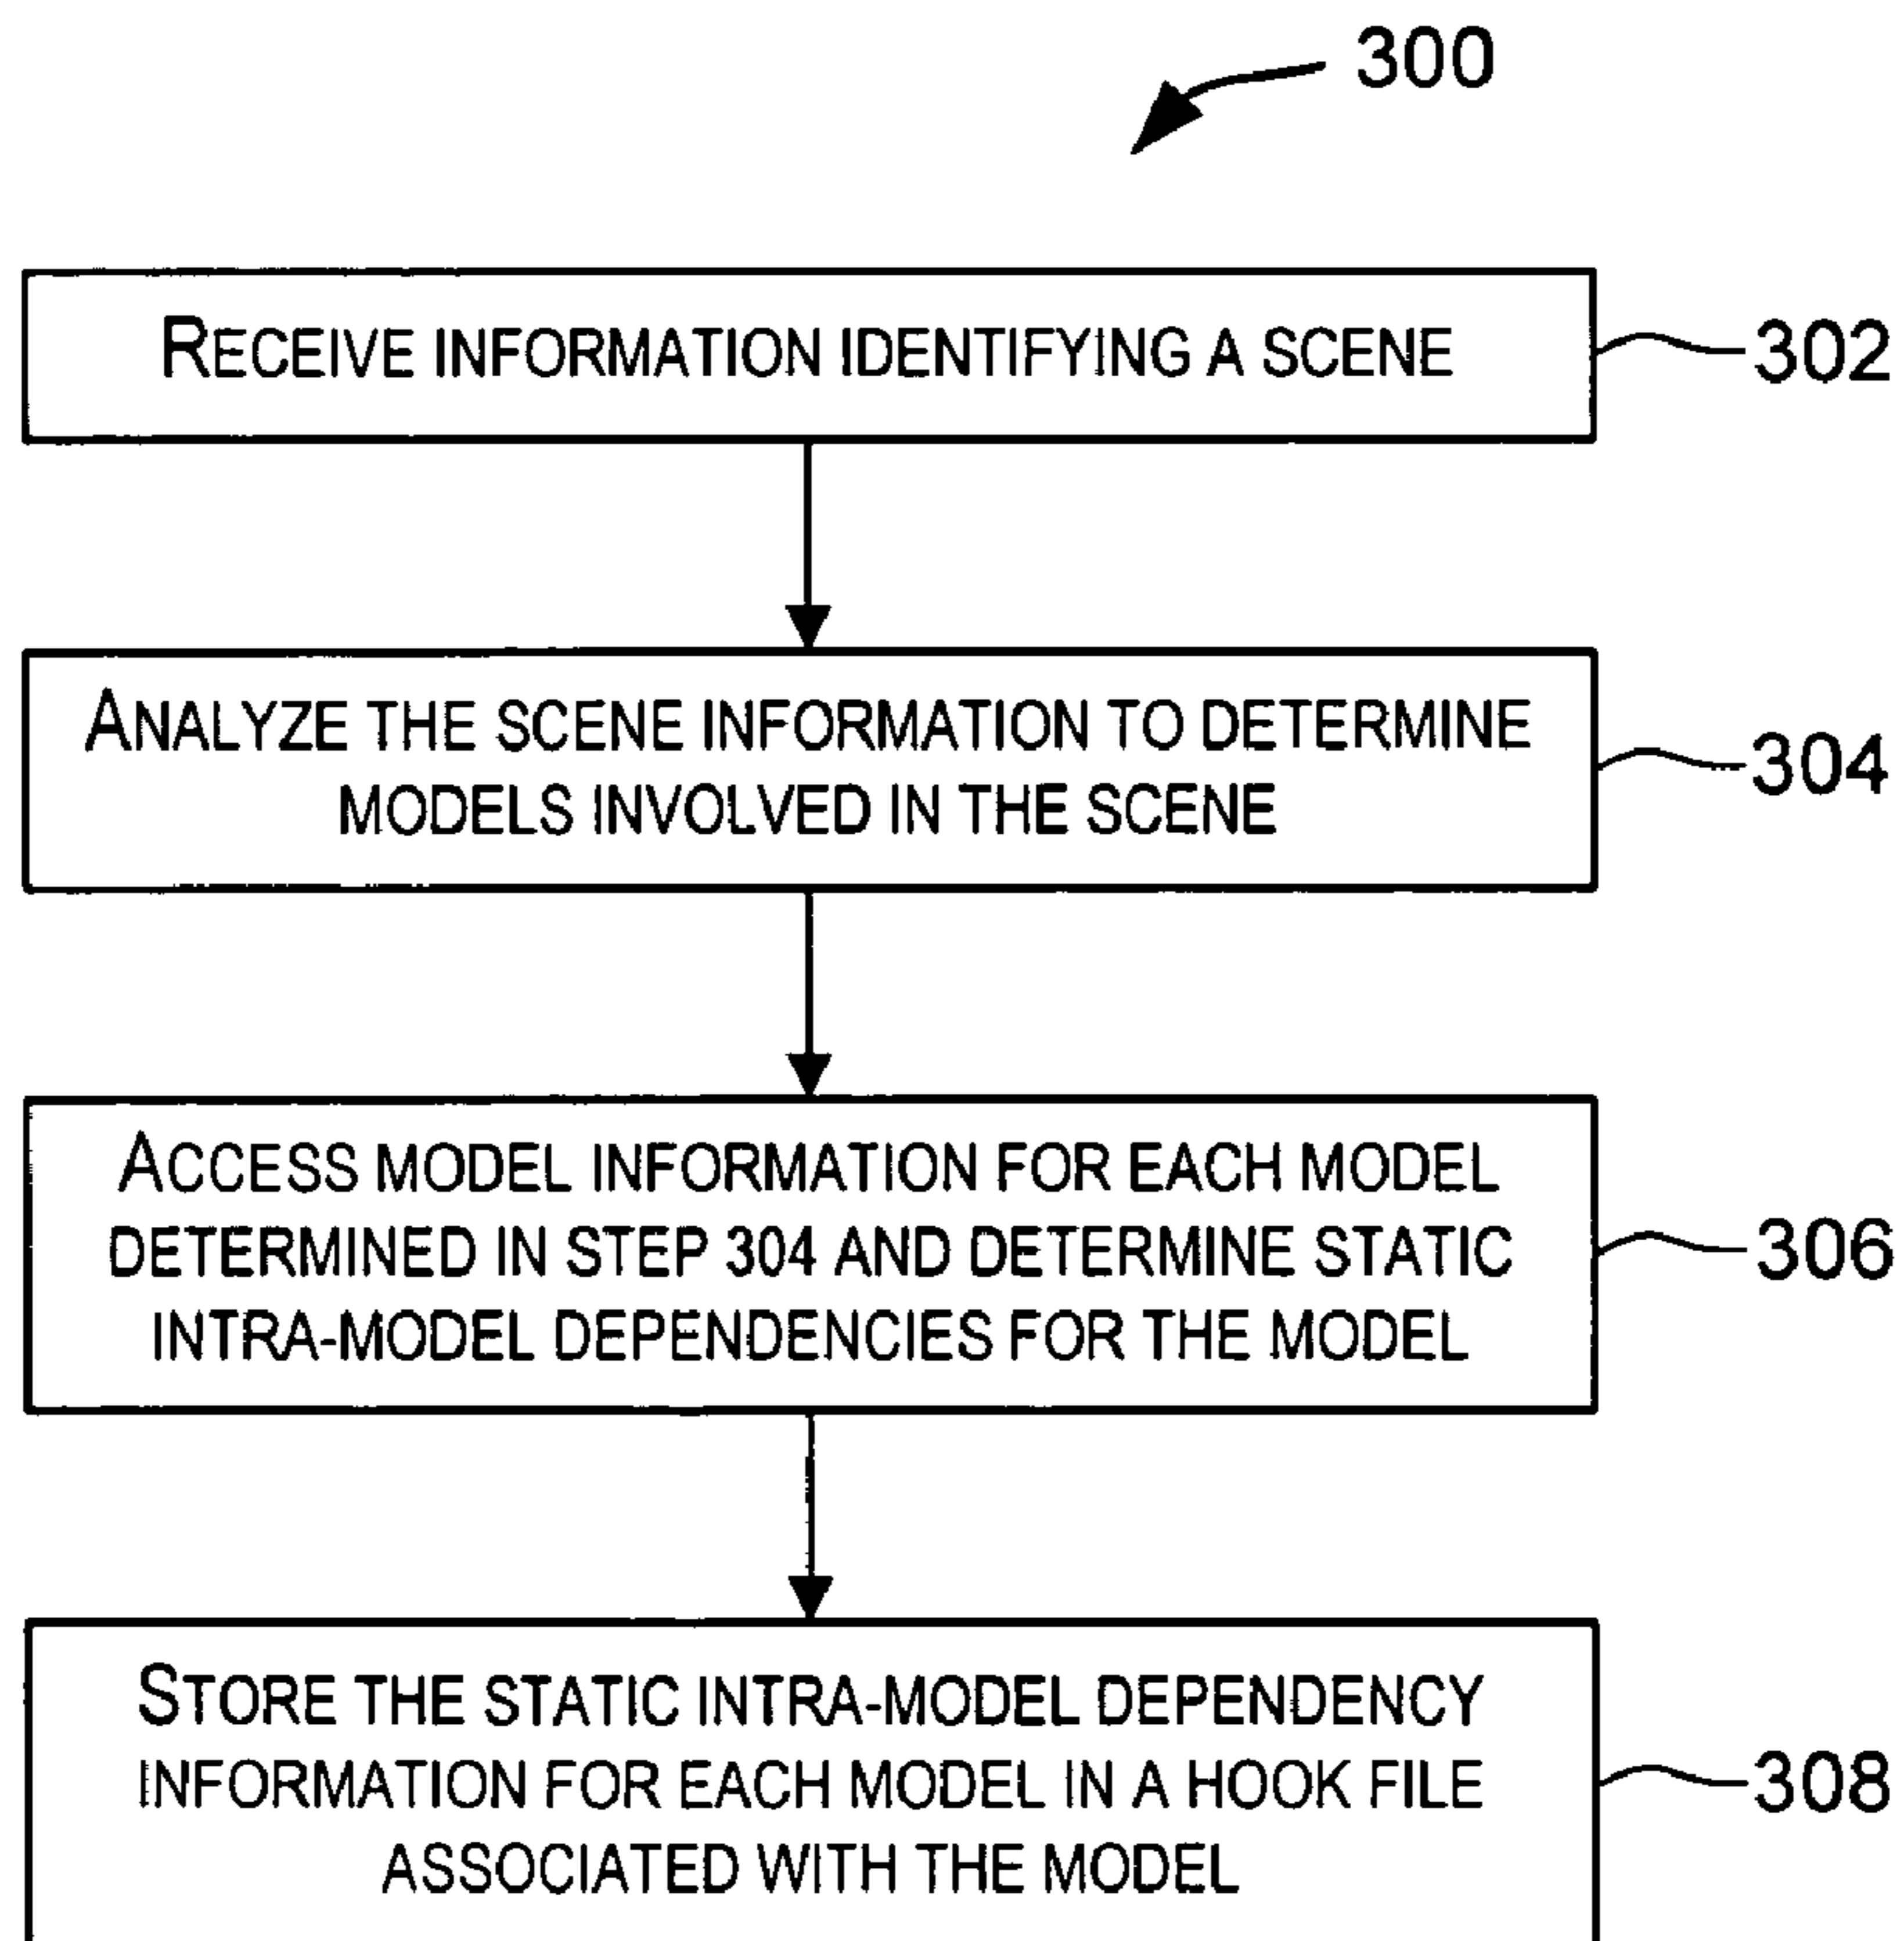 300
RECEIVE INFORMATION IDENTIFYING A SCENE
302
ANALYZE THE SCENE INFORMATION TO DETERMINE
MODELS INVOLVED IN THE SCENE
304
ACCESS MODEL INFORMATION FOR EACH MODEL
DETERMINED IN STEP 304 AND DETERMINE STATIC
INTRA-MODEL DEPENDENCIES FOR THE MODEL
306
STORE THE STATIC INTRA-MODEL DEPENDENCY
INFORMATION FOR EACH MODEL IN A HOOK FILE
ASSOCIATED WITH THE MODEL
308